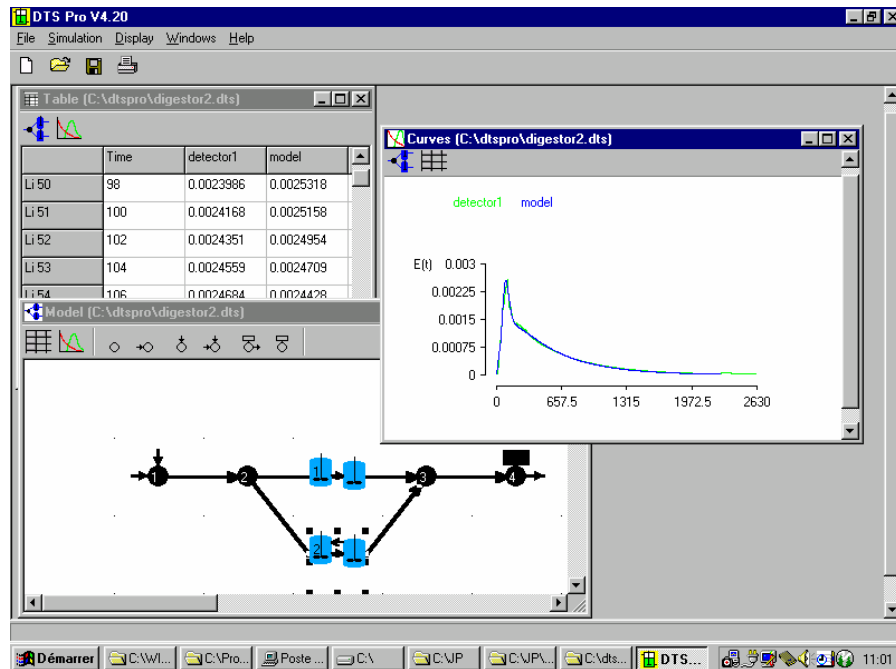 DTS Pro V4.20
File Simulation Display Windows Help
Table (C:\dtspro\digestor2.dts)
Time detector1 model
Li 50 98 0.0023986 0.0025318
Li 51 100 0.0024168 0.0025158
Li 52 102 0.0024351 0.0024954
Li 53 104 0.0024559 0.0024709
Li 54 106 0.0024684 0.0024428
Curves (C:\dtspro\digestor2.dts)
detector1 model
E(t) 0.003
0.00225
0.0015
0.00075
0
0 657.5 1315 1972.5 2630
Model (C:\dtspro\digestor2.dts)
1 2 1 3 4
2
Démarrer C:\WI... C:\Pro... Poste ... C:\ C:\JP C:\JP\... C:\dts... DTS...